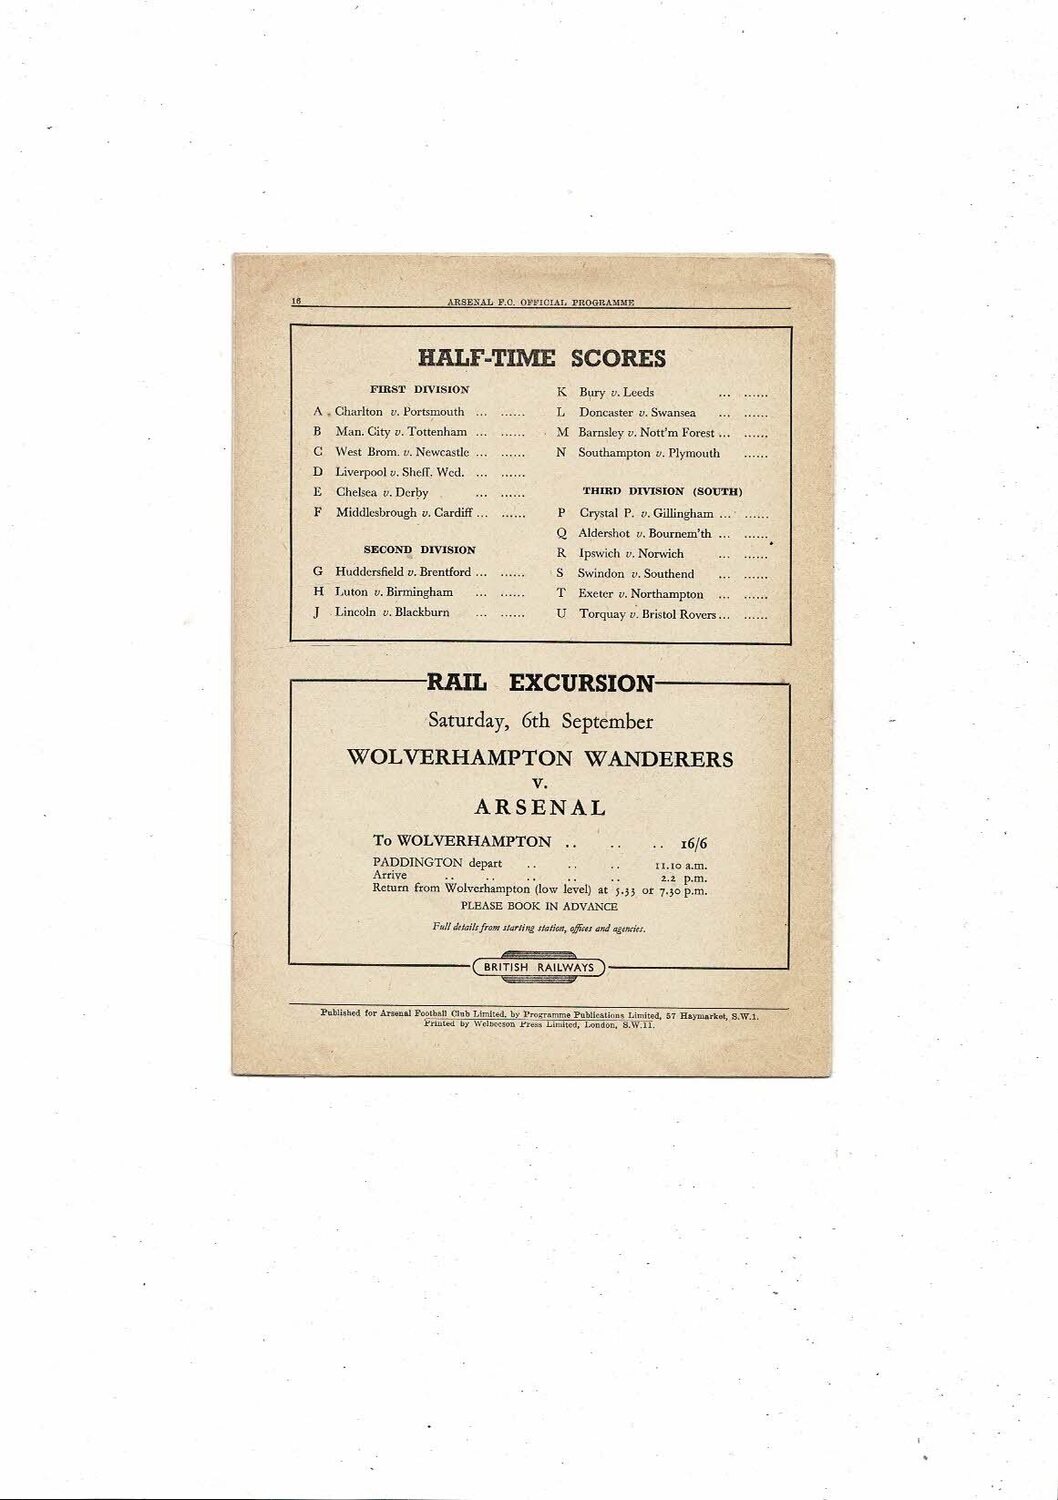 16
ARSENAL F.C. OFFICIAL PROGRAMME
HALF-TIME SCORES
FIRST DIVISION
A Charlton v. Portsmouth ... ......
B Man. City v. Tottenham ... ......
C West Brom. v. Newcastle ... ......
D Liverpool v. Sheff. Wed. ... ......
E Chelsea v. Derby ... ......
F Middlesbrough v. Cardiff ... ......
SECOND DIVISION
G Huddersfield v. Brentford ... ......
H Luton v. Birmingham ... ......
J Lincoln v. Blackburn ... ......
K Bury v. Leeds ... ......
L Doncaster v. Swansea ... ......
M Barnsley v. Nott'm Forest ... ......
N Southampton v. Plymouth ......
THIRD DIVISION (SOUTH)
P Crystal P. v. Gillingham ... ......
Q Aldershot v. Bournem'th ... ......
R Ipswich v. Norwich ... ......
S Swindon v. Southend ... ......
T Exeter v. Northampton ... ......
U Torquay v. Bristol Rovers ... ......
RAIL EXCURSION
Saturday, 6th September
WOLVERHAMPTON WANDERERS
v.
ARSENAL
To WOLVERHAMPTON .. .. .. 16/6
PADDINGTON depart .. .. .. 11.10 a.m.
Arrive .. .. .. .. .. 2.2 p.m.
Return from Wolverhampton (low level) at 5.33 or 7.30 p.m.
PLEASE BOOK IN ADVANCE
Full details from starting station, offices and agencies.
BRITISH RAILWAYS
Published for Arsenal Football Club Limited, by Programme Publications Limited, 57 Haymarket, S.W.1.
Printed by Welbecson Press Limited, London, S.W.11.